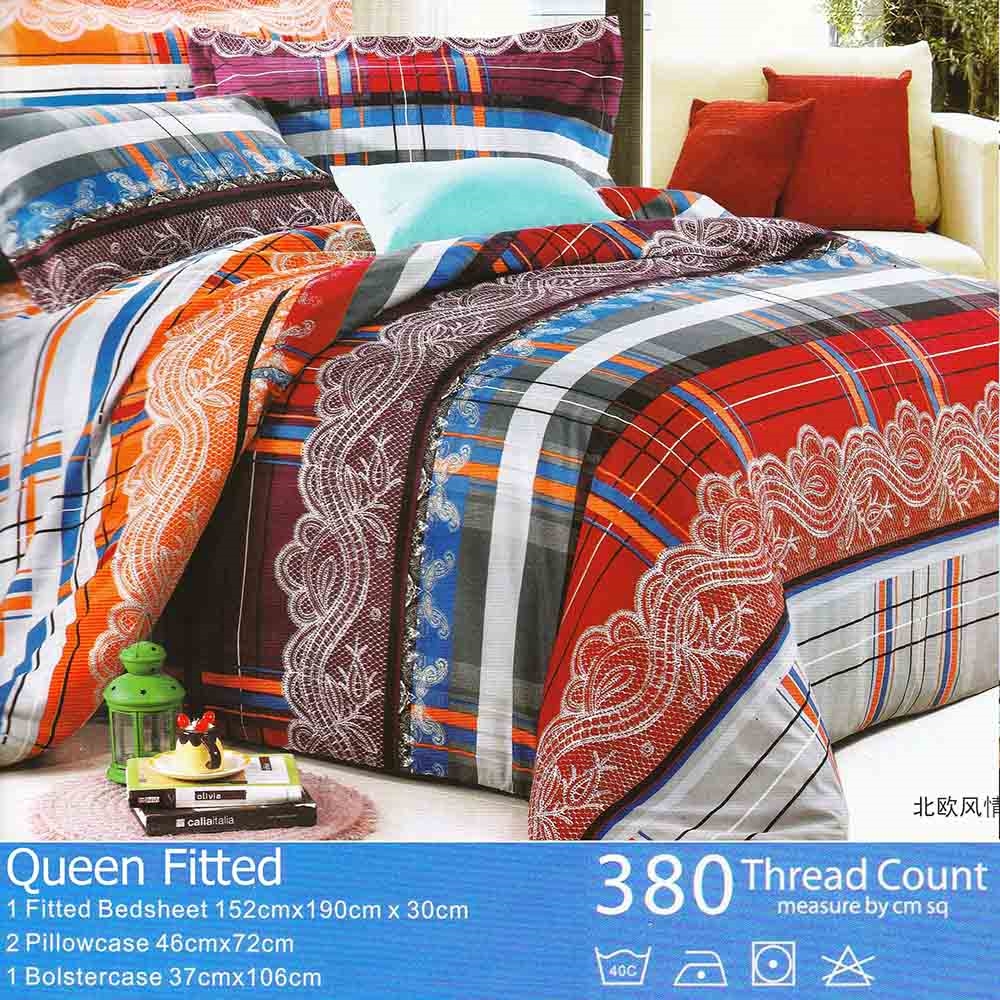 olivia
caliaitalia
北欧风情
Queen Fitted
1 Fitted Bedsheet 152cmx190cm x 30cm
2 Pillowcase 46cmx72cm
1 Bolstercase 37cmx106cm
380 Thread Count
measure by cm sq
40C